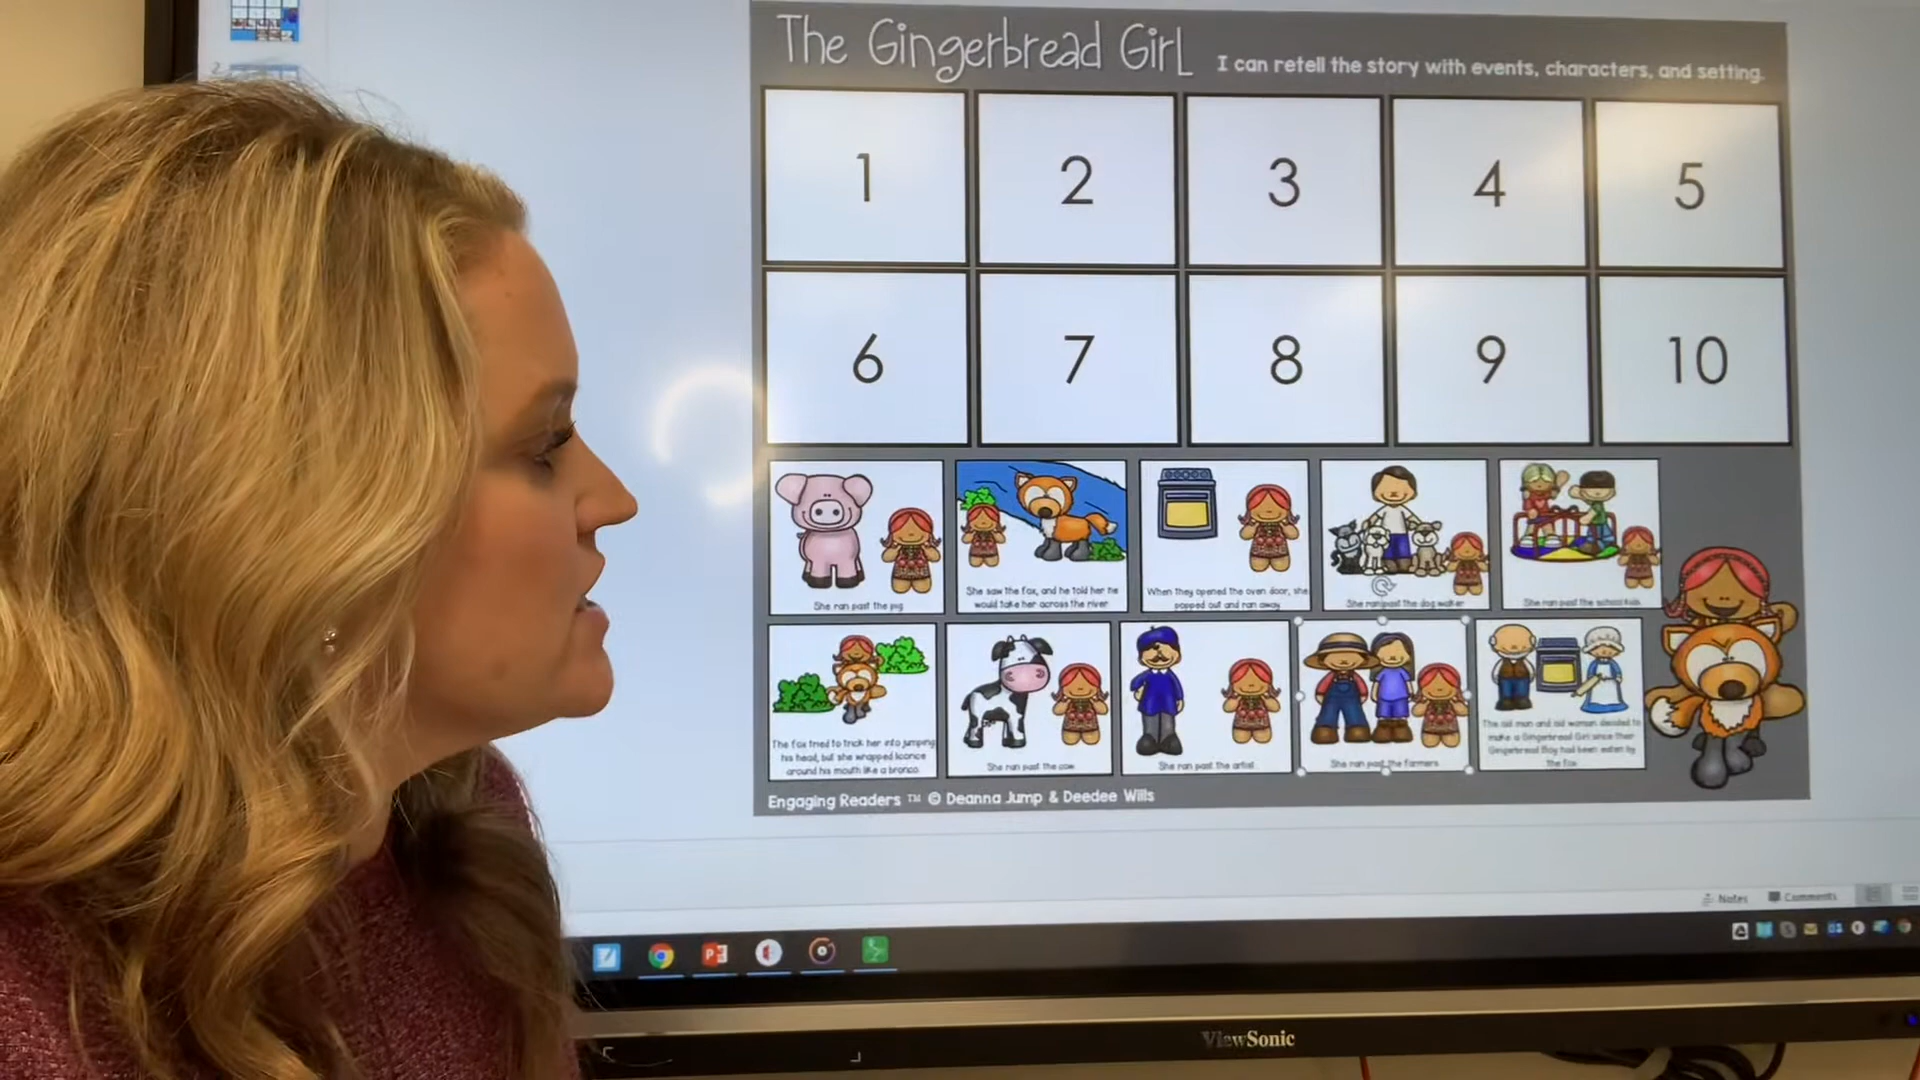 2
The Gingerbread Girl
I can retell the story with events, characters, and setting.
1 2 3 4 5
6 7 8 9 10
She ran past the pig
She saw the fox, and he told her he
would take her across the river
When they opened the oven door, she
popped out and ran away
She ran past the dog walker
She ran past the school kids
The fox tried to trick her into jumping
his head, but she wrapped licorice
around his mouth like a bronco.
She ran past the cow
She ran past the artist
She ran past the farmers
The old man and old woman decided to
make a Gingerbread Girl since their
Gingerbread Boy had been eaten by
the fox
Engaging Readers ™ © Deanna Jump & Deedee Wills
Notes
Comments
ViewSonic